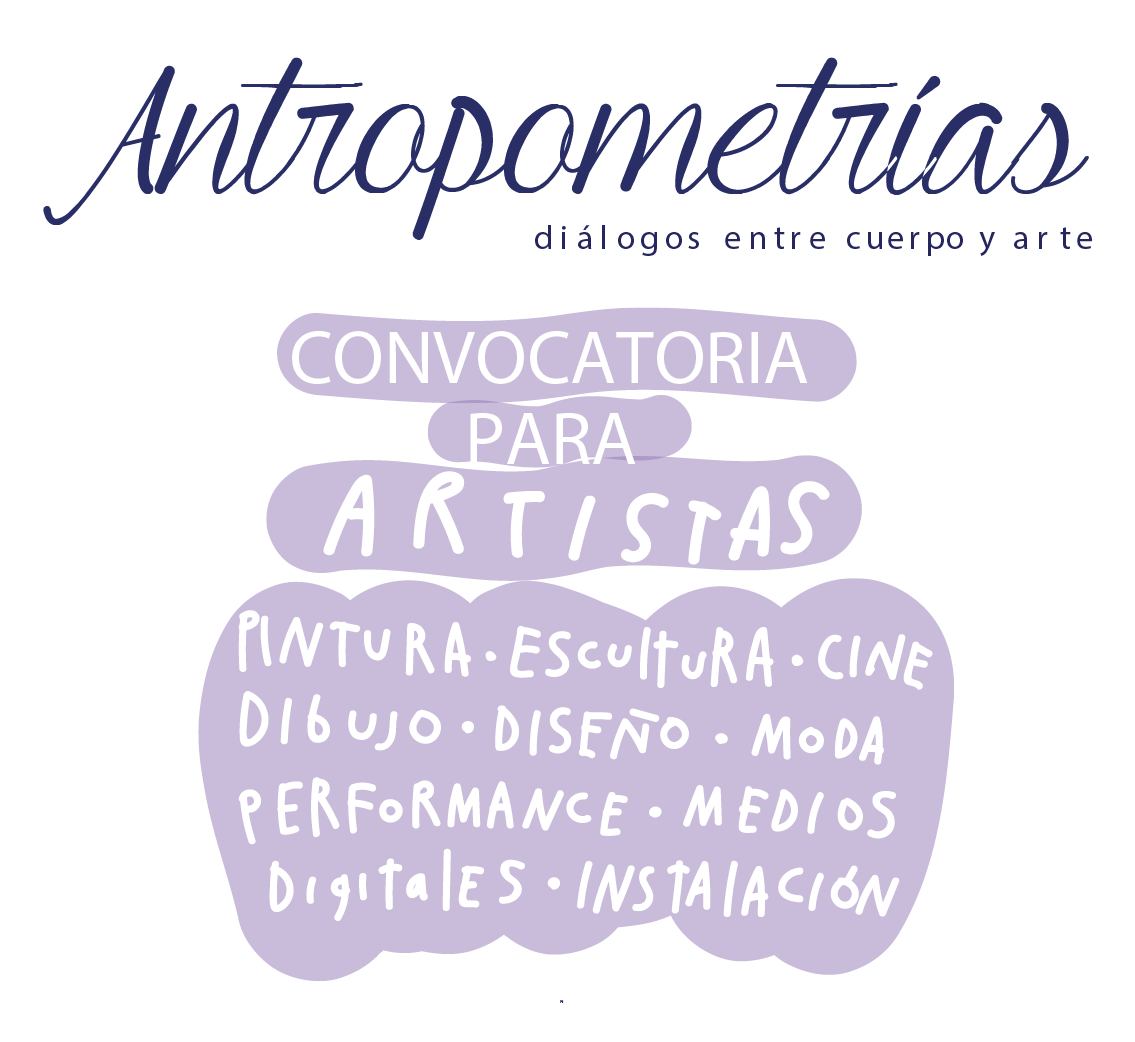 Antropometrías
diálogos entre cuerpo y arte
CONVOCATORIA
PARA
ARTISTAS
PINTURA · ESCULTURA · CINE
DIbUJO · DISEÑO · MoDA
PERFoRMANCE · MEDIOS
DigitalES · INSTALACIÓN